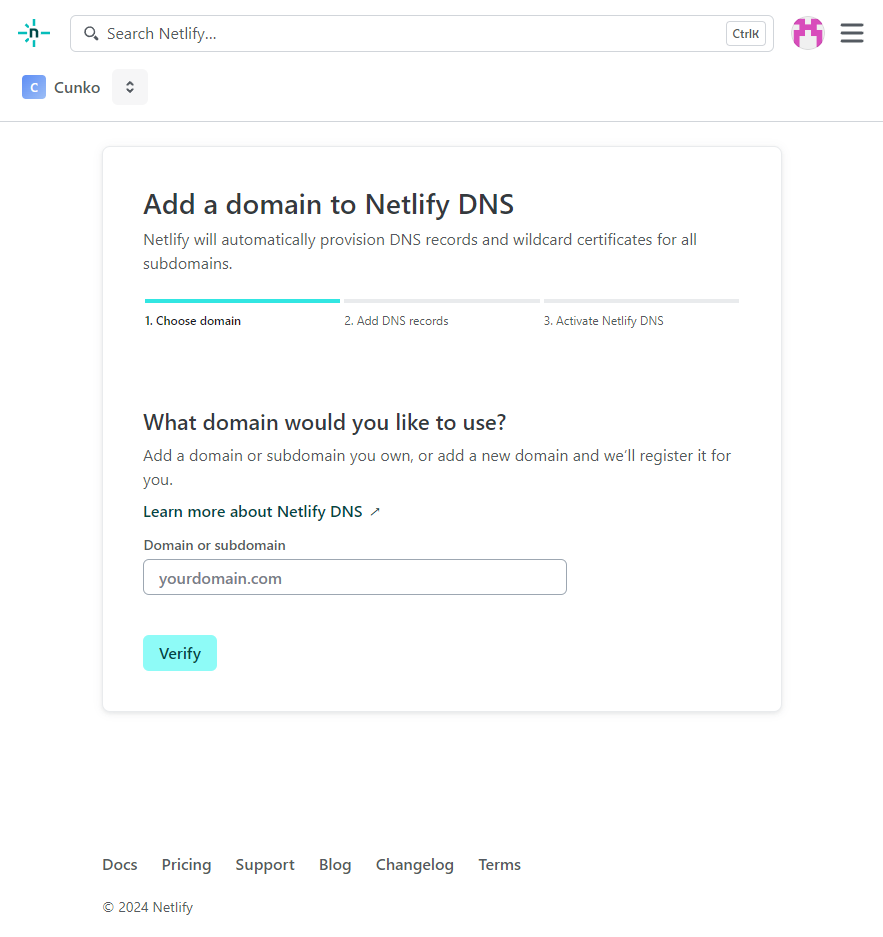 n
Search Netlify...
CtrlK
C
Cunko
Add a domain to Netlify DNS
Netlify will automatically provision DNS records and wildcard certificates for all
subdomains.
1. Choose domain
2. Add DNS records
3. Activate Netlify DNS
What domain would you like to use?
Add a domain or subdomain you own, or add a new domain and we’ll register it for
you.
Learn more about Netlify DNS ↗
Domain or subdomain
yourdomain.com
Verify
Docs Pricing Support Blog Changelog Terms
© 2024 Netlify